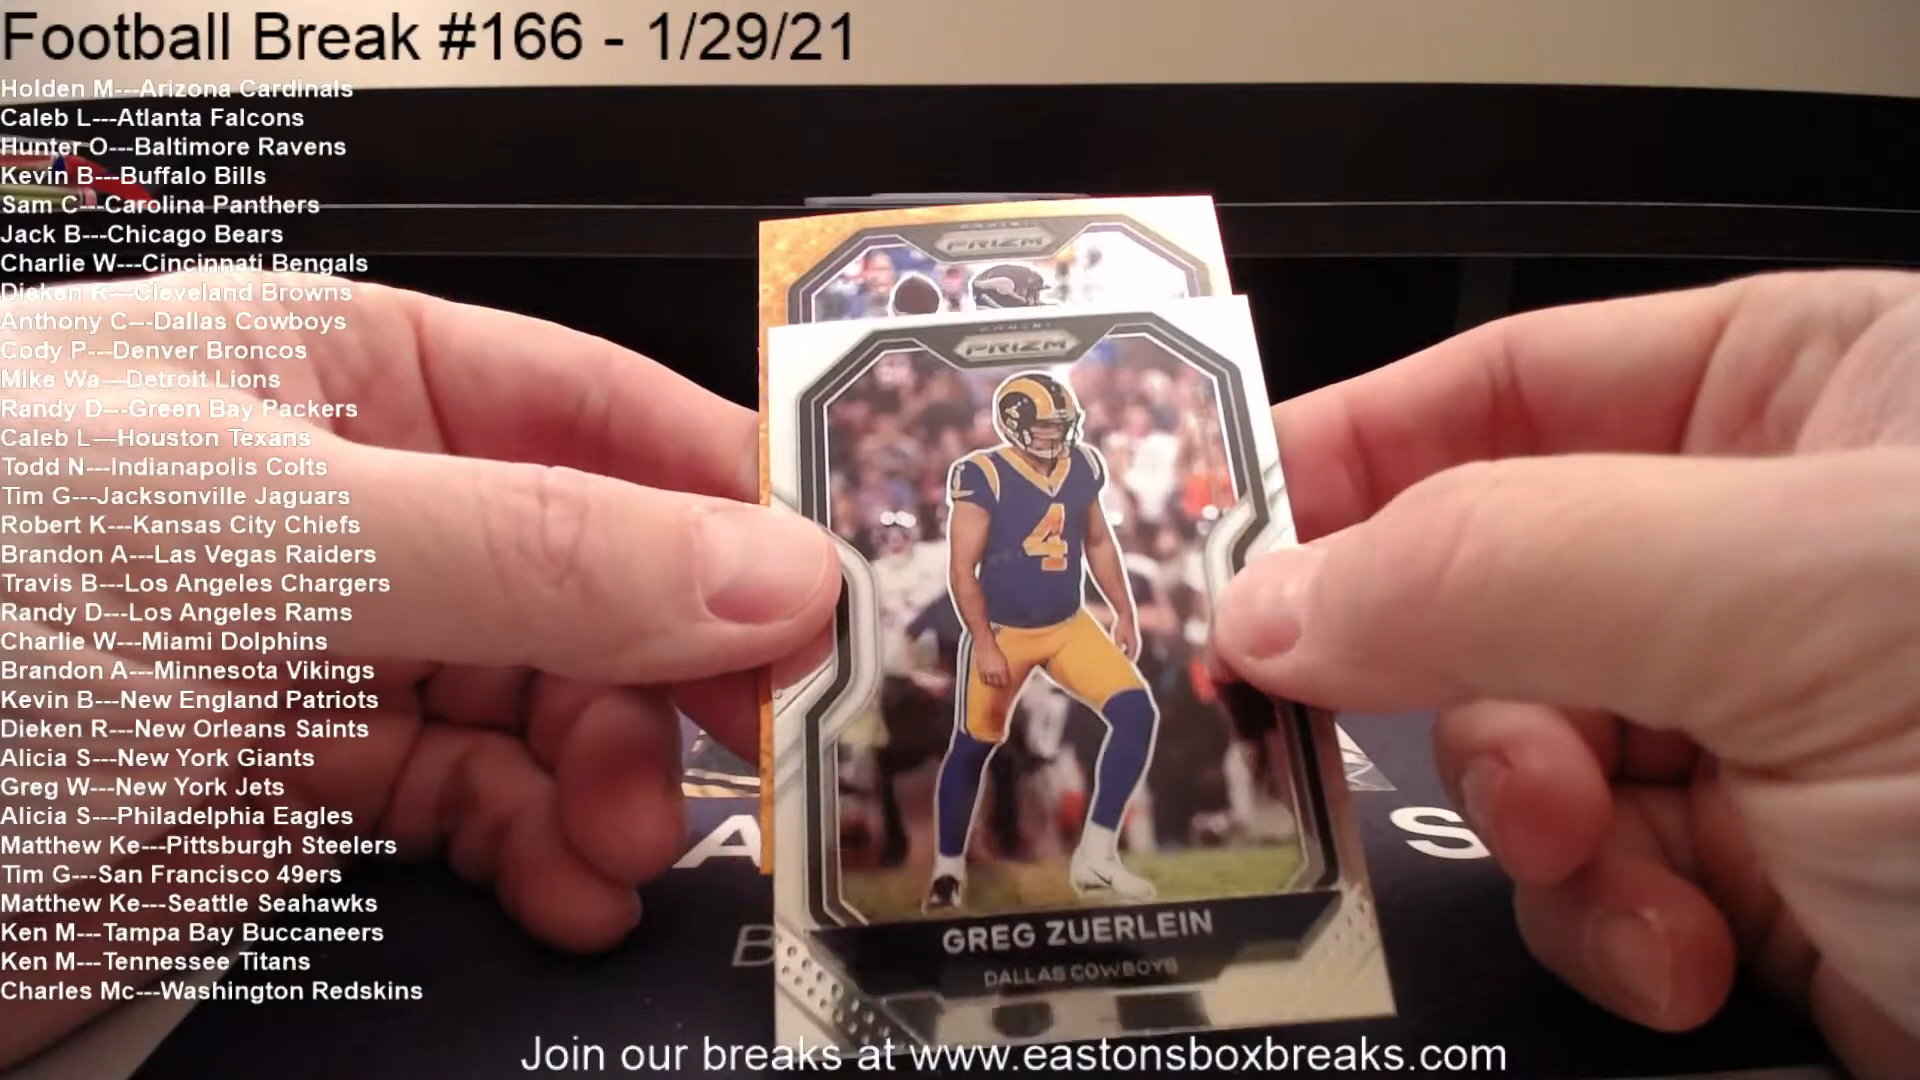 Football Break #166 - 1/29/21
Holden M---Arizona Cardinals
Caleb L---Atlanta Falcons
Hunter O---Baltimore Ravens
Kevin B---Buffalo Bills
Sam C---Carolina Panthers
Jack B---Chicago Bears
Charlie W---Cincinnati Bengals
Dieken R---Cleveland Browns
Anthony C---Dallas Cowboys
Cody P---Denver Broncos
Mike Wa---Detroit Lions
Randy D---Green Bay Packers
Caleb L---Houston Texans
Todd N---Indianapolis Colts
Tim G---Jacksonville Jaguars
Robert K---Kansas City Chiefs
Brandon A---Las Vegas Raiders
Travis B---Los Angeles Chargers
Randy D---Los Angeles Rams
Charlie W---Miami Dolphins
Brandon A---Minnesota Vikings
Kevin B---New England Patriots
Dieken R---New Orleans Saints
Alicia S---New York Giants
Greg W---New York Jets
Alicia S---Philadelphia Eagles
Matthew Ke---Pittsburgh Steelers
Tim G---San Francisco 49ers
Matthew Ke---Seattle Seahawks
Ken M---Tampa Bay Buccaneers
Ken M---Tennessee Titans
Charles Mc---Washington Redskins
PANINI
PRIZM
PANINI
PRIZM
4
GREG ZUERLEIN
DALLAS COWBOYS
A
S
B
Join our breaks at www.eastonsboxbreaks.com